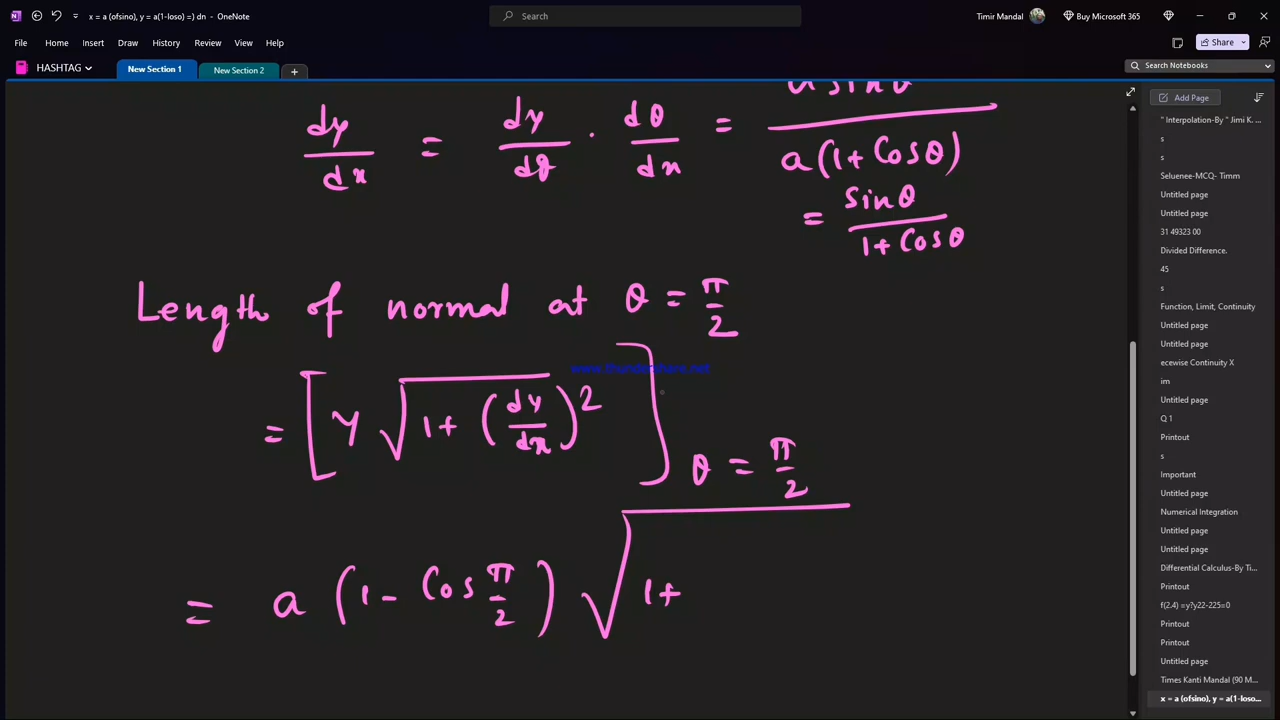 x = a (ofsino), y = a(1-loso =) dn - OneNote
Search
Timir Mandal
Buy Microsoft 365
File Home Insert Draw History Review View Help
Share
HASHTAG
New Section 1
New Section 2
+
Search Notebooks
Add Page
" Interpolation-By " Jimi K. ...
s
s
Seluenee-MCQ- Timm
Untitled page
Untitled page
31 49323 00
Divided Difference.
45
s
Function, Limit, Continuity
Untitled page
Untitled page
ecewise Continuity X
im
Untitled page
Q 1
Printout
s
Important
Untitled page
Numerical Integration
Untitled page
Untitled page
Differential Calculus-By Ti...
Printout
f(2.4) =y?y22-225=0
Printout
Printout
Untitled page
Times Kanti Mandal (90 M...
x = a (ofsino), y = a(1-loso...
dy/dx = dy/dθ · dθ/dx = a sinθ / a(1 + Cosθ)
= sinθ / 1 + Cosθ
Length of normal at θ = π/2
www.thundershare.net
= [ y √1 + (dy/dx)² ] θ = π/2
= a (1 - Cos π/2) √1 +